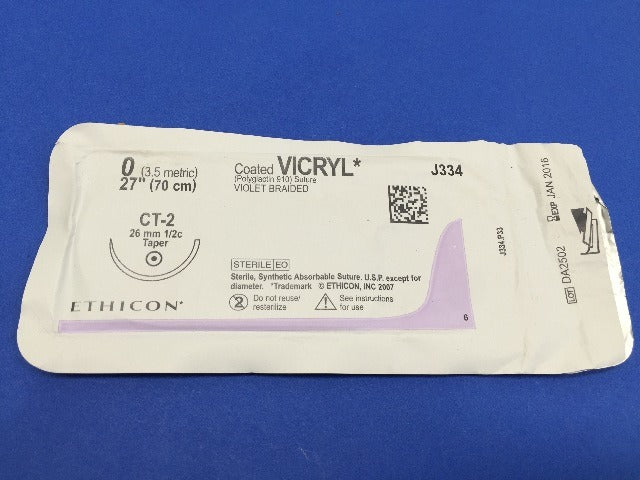 0 (3.5 metric)
27" (70 cm)
CT-2
26 mm 1/2c
Taper
ETHICON*
Coated VICRYL*
(Polyglactin 910) Suture
VIOLET BRAIDED
J334
STERILE EO
Sterile, Synthetic Absorbable Suture. U.S.P. except for
diameter. *Trademark © ETHICON, INC 2007
2 Do not reuse/
resterilize
See instructions
for use
6
J334.P33
LOT DA2502
EXP JAN 2016